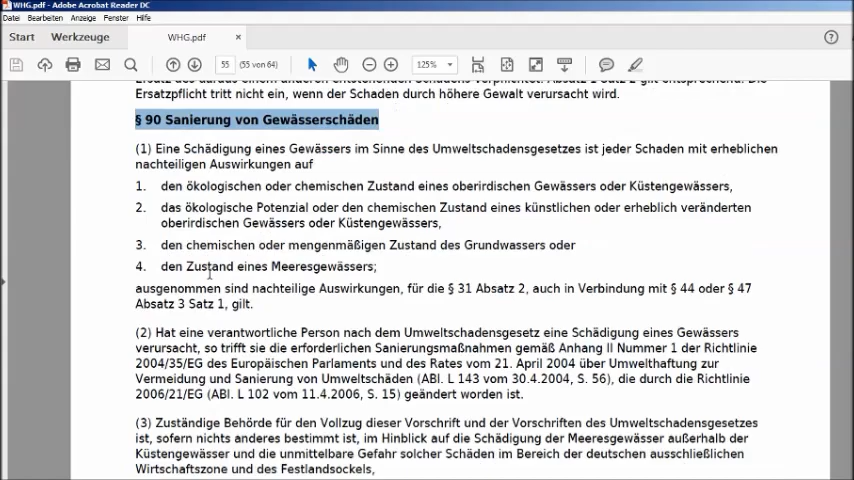 WHG.pdf - Adobe Acrobat Reader DC
Datei Bearbeiten Anzeige Fenster Hilfe
Start Werkzeuge WHG.pdf ×
55 (55 von 64) 125%
Ersatzpflicht tritt nicht ein, wenn der Schaden durch höhere Gewalt verursacht wird.
§ 90 Sanierung von Gewässerschäden
(1) Eine Schädigung eines Gewässers im Sinne des Umweltschadensgesetzes ist jeder Schaden mit erheblichen
nachteiligen Auswirkungen auf
1. den ökologischen oder chemischen Zustand eines oberirdischen Gewässers oder Küstengewässers,
2. das ökologische Potenzial oder den chemischen Zustand eines künstlichen oder erheblich veränderten
oberirdischen Gewässers oder Küstengewässers,
3. den chemischen oder mengenmäßigen Zustand des Grundwassers oder
4. den Zustand eines Meeresgewässers;
ausgenommen sind nachteilige Auswirkungen, für die § 31 Absatz 2, auch in Verbindung mit § 44 oder § 47
Absatz 3 Satz 1, gilt.
(2) Hat eine verantwortliche Person nach dem Umweltschadensgesetz eine Schädigung eines Gewässers
verursacht, so trifft sie die erforderlichen Sanierungsmaßnahmen gemäß Anhang II Nummer 1 der Richtlinie
2004/35/EG des Europäischen Parlaments und des Rates vom 21. April 2004 über Umwelthaftung zur
Vermeidung und Sanierung von Umweltschäden (ABl. L 143 vom 30.4.2004, S. 56), die durch die Richtlinie
2006/21/EG (ABl. L 102 vom 11.4.2006, S. 15) geändert worden ist.
(3) Zuständige Behörde für den Vollzug dieser Vorschrift und der Vorschriften des Umweltschadensgesetzes
ist, sofern nichts anderes bestimmt ist, im Hinblick auf die Schädigung der Meeresgewässer außerhalb der
Küstengewässer und die unmittelbare Gefahr solcher Schäden im Bereich der deutschen ausschließlichen
Wirtschaftszone und des Festlandsockels,